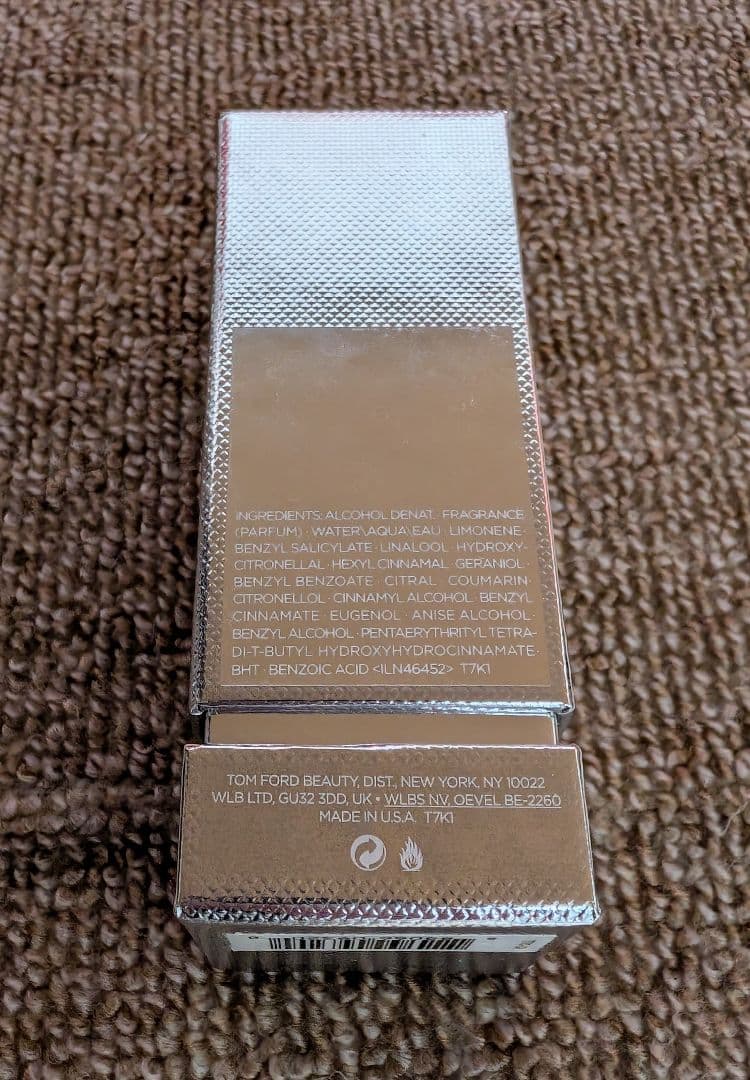 INGREDIENTS: ALCOHOL DENAT· FRAGRANCE
(PARFUM) · WATER\AQUA\EAU · LIMONENE·
BENZYL SALICYLATE · LINALOOL · HYDROXY-
CITRONELLAL · HEXYL CINNAMAL · GERANIOL ·
BENZYL BENZOATE · CITRAL · COUMARIN·
CITRONELLOL · CINNAMYL ALCOHOL · BENZYL
CINNAMATE · EUGENOL · ANISE ALCOHOL·
BENZYL ALCOHOL · PENTAERYTHRITYL TETRA-
DI-T-BUTYL HYDROXYHYDROCINNAMATE·
BHT · BENZOIC ACID <ILN46452> T7K1
TOM FORD BEAUTY, DIST., NEW YORK, NY 10022
WLB LTD, GU32 3DD, UK • WLBS NV, OEVEL BE-2260
MADE IN U.S.A. T7K1